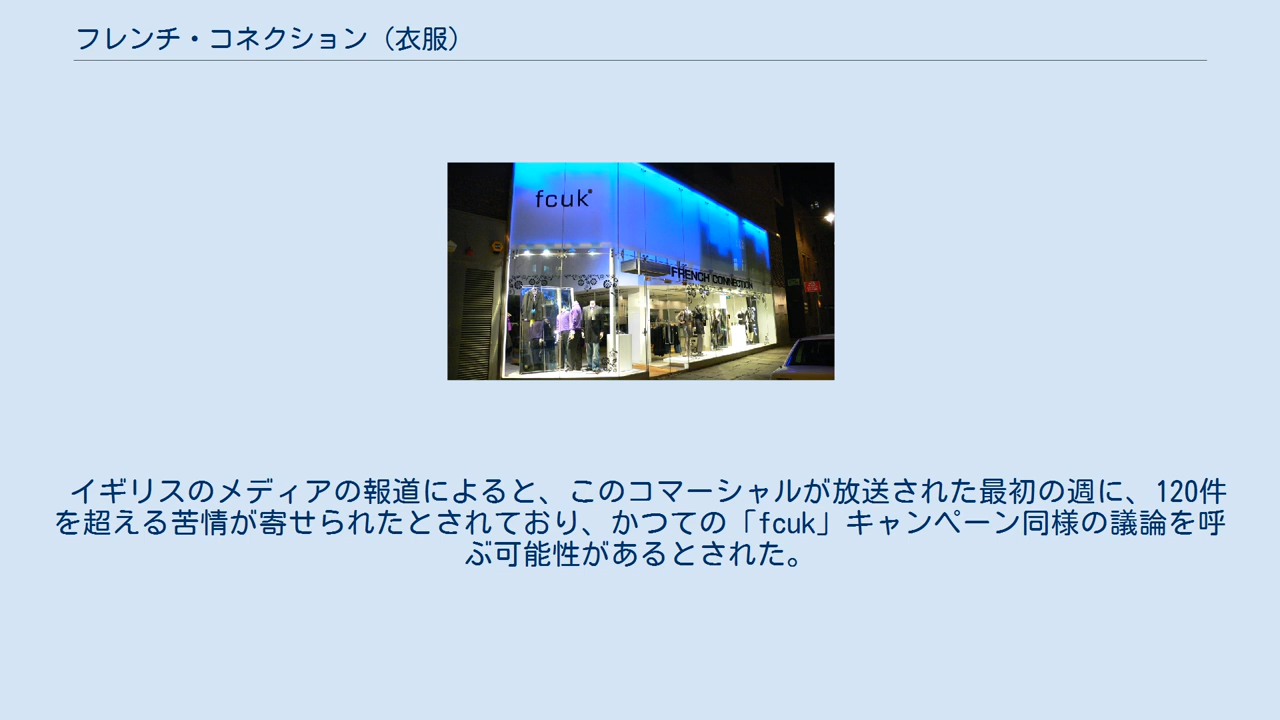 フレンチ・コネクション（衣服）
fcuk
FRENCH CONNECTION
イギリスのメディアの報道によると、このコマーシャルが放送された最初の週に、120件
を超える苦情が寄せられたとされており、かつての「fcuk」キャンペーン同様の議論を呼
ぶ可能性があるとされた。